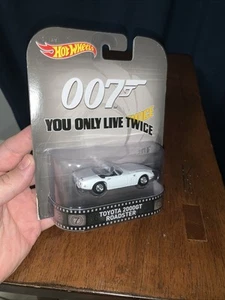 HOT WHEELS
007
YOU ONLY LIVE TWICE
TOYOTA 2000GT
ROADSTER